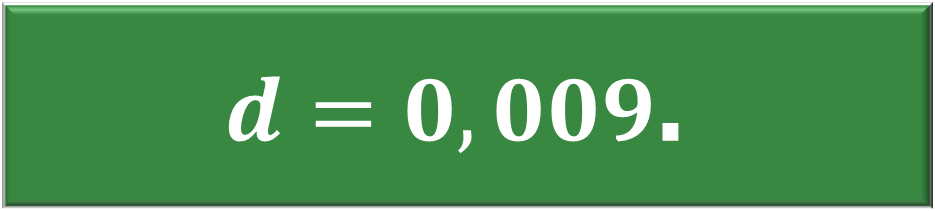 d = 0,009.